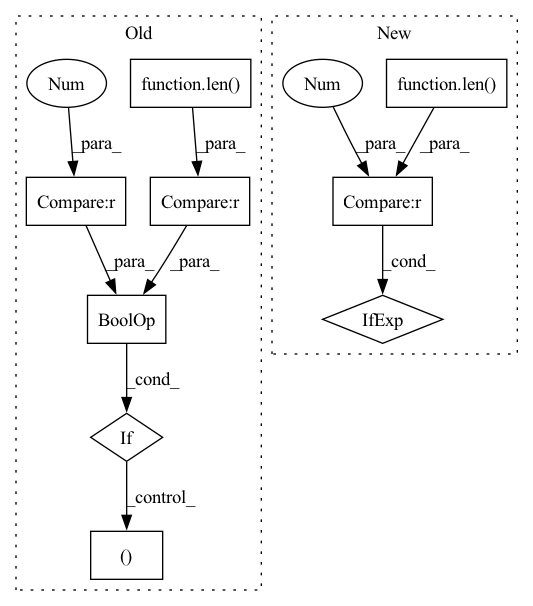 Old
New
Num
function.len()
Num
function.len()
_para_
_para_
_para_
_para_
Compare:r
Compare:r
Compare:r
_para_
_para_
_cond_
BoolOp
IfExp
_cond_
If
_control_
()